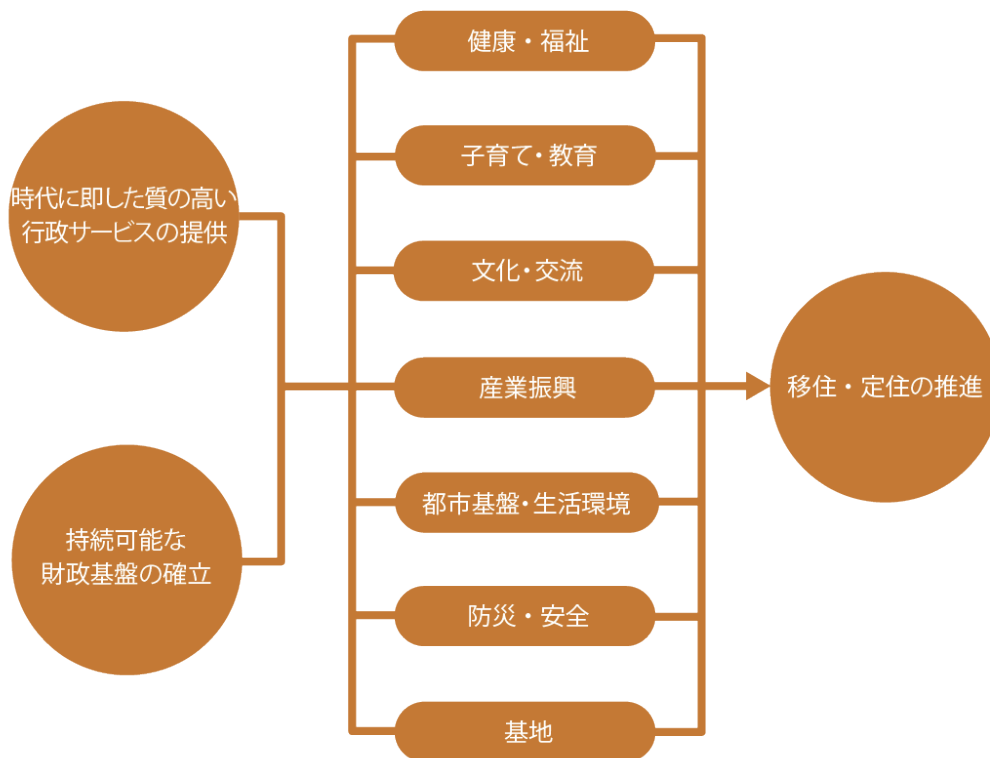 時代に即した質の高い
行政サービスの提供
持続可能な
財政基盤の確立
健康・福祉
子育て・教育
文化・交流
産業振興
都市基盤・生活環境
防災・安全
基地
移住・定住の推進